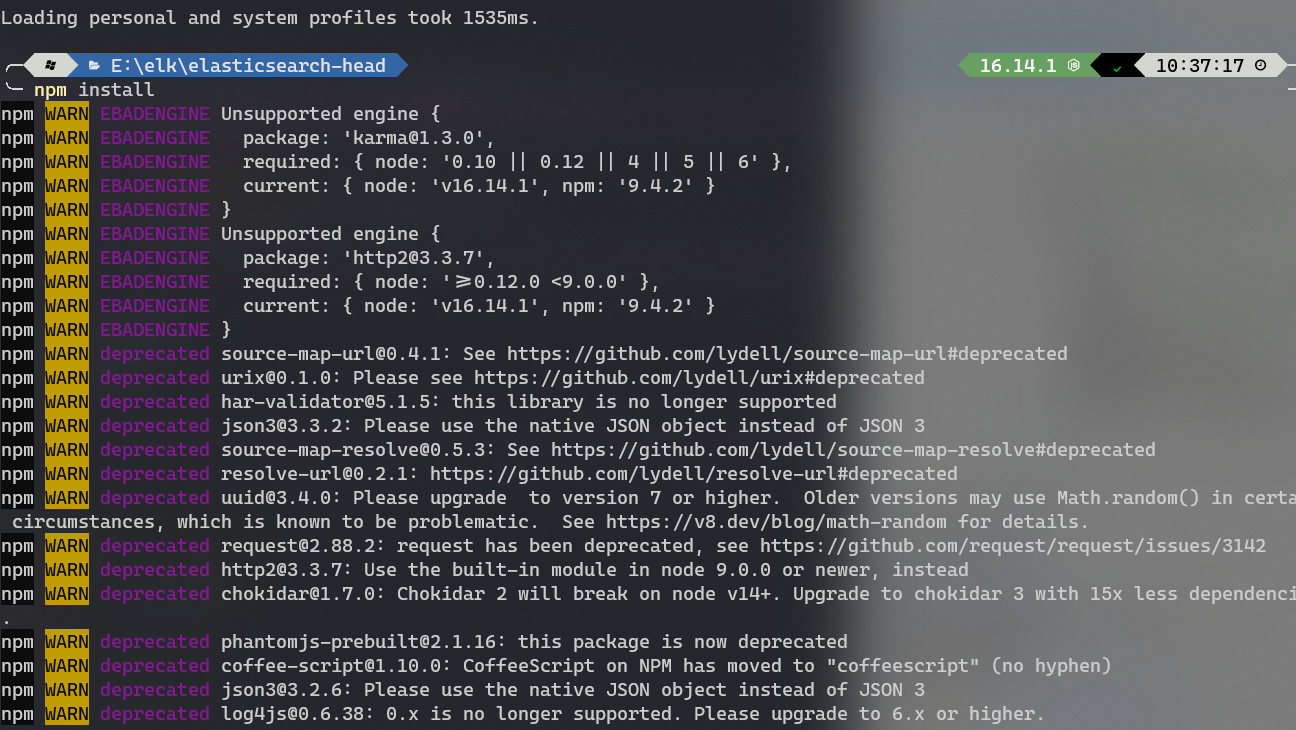 Loading personal and system profiles took 1535ms.
E:\elk\elasticsearch-head 16.14.1 10:37:17
npm install
npm WARN EBADENGINE Unsupported engine {
npm WARN EBADENGINE   package: 'karma@1.3.0',
npm WARN EBADENGINE   required: { node: '0.10 || 0.12 || 4 || 5 || 6' },
npm WARN EBADENGINE   current: { node: 'v16.14.1', npm: '9.4.2' }
npm WARN EBADENGINE }
npm WARN EBADENGINE Unsupported engine {
npm WARN EBADENGINE   package: 'http2@3.3.7',
npm WARN EBADENGINE   required: { node: '>=0.12.0 <9.0.0' },
npm WARN EBADENGINE   current: { node: 'v16.14.1', npm: '9.4.2' }
npm WARN EBADENGINE }
npm WARN deprecated source-map-url@0.4.1: See https://github.com/lydell/source-map-url#deprecated
npm WARN deprecated urix@0.1.0: Please see https://github.com/lydell/urix#deprecated
npm WARN deprecated har-validator@5.1.5: this library is no longer supported
npm WARN deprecated json3@3.3.2: Please use the native JSON object instead of JSON 3
npm WARN deprecated source-map-resolve@0.5.3: See https://github.com/lydell/source-map-resolve#deprecated
npm WARN deprecated resolve-url@0.2.1: https://github.com/lydell/resolve-url#deprecated
npm WARN deprecated uuid@3.4.0: Please upgrade  to version 7 or higher.  Older versions may use Math.random() in certa
circumstances, which is known to be problematic.  See https://v8.dev/blog/math-random for details.
npm WARN deprecated request@2.88.2: request has been deprecated, see https://github.com/request/request/issues/3142
npm WARN deprecated http2@3.3.7: Use the built-in module in node 9.0.0 or newer, instead
npm WARN deprecated chokidar@1.7.0: Chokidar 2 will break on node v14+. Upgrade to chokidar 3 with 15x less dependenci
.
npm WARN deprecated phantomjs-prebuilt@2.1.16: this package is now deprecated
npm WARN deprecated coffee-script@1.10.0: CoffeeScript on NPM has moved to "coffeescript" (no hyphen)
npm WARN deprecated json3@3.2.6: Please use the native JSON object instead of JSON 3
npm WARN deprecated log4js@0.6.38: 0.x is no longer supported. Please upgrade to 6.x or higher.